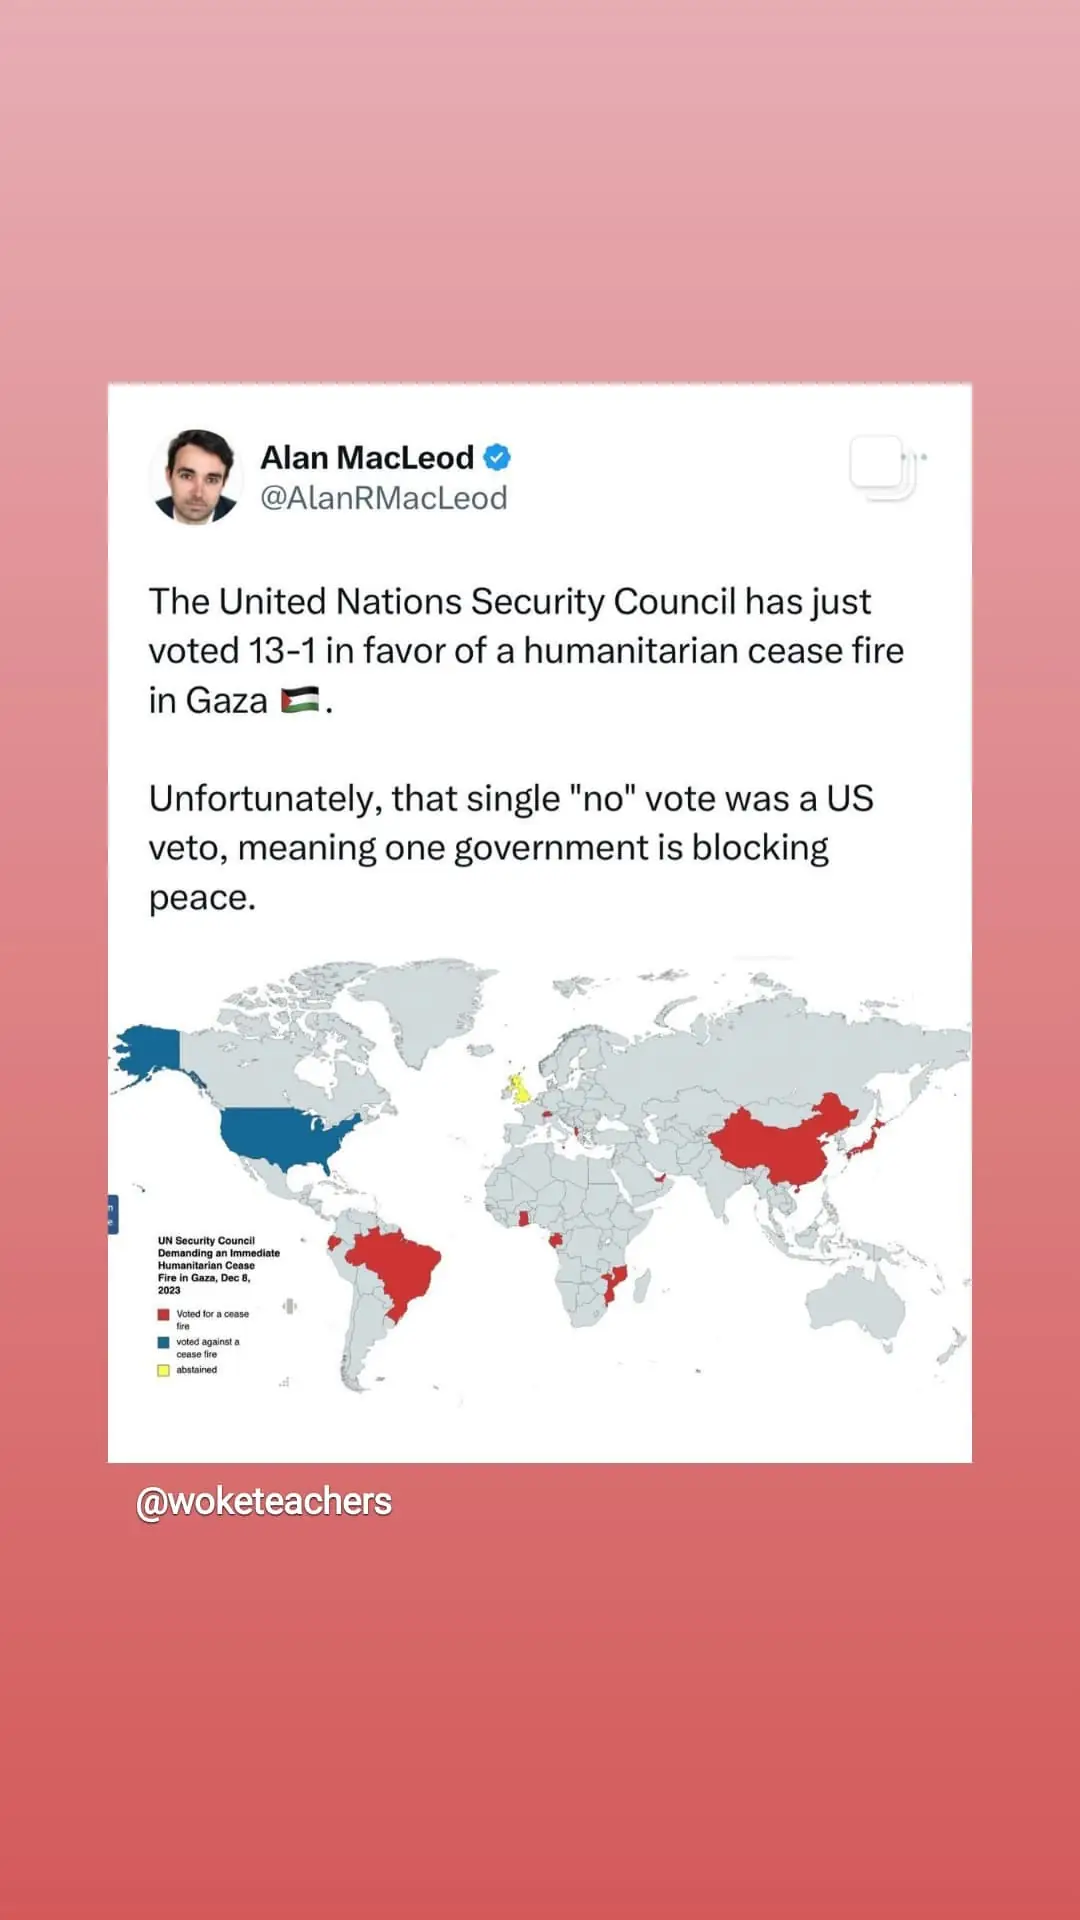 Alan MacLeod
@AlanRMacLeod
The United Nations Security Council has just
voted 13-1 in favor of a humanitarian cease fire
in Gaza 🇵🇸.
Unfortunately, that single "no" vote was a US
veto, meaning one government is blocking
peace.
n
e
UN Security Council
Demanding an Immediate
Humanitarian Cease
Fire in Gaza, Dec 8,
2023
Voted for a cease
fire
voted against a
cease fire
abstained
@woketeachers